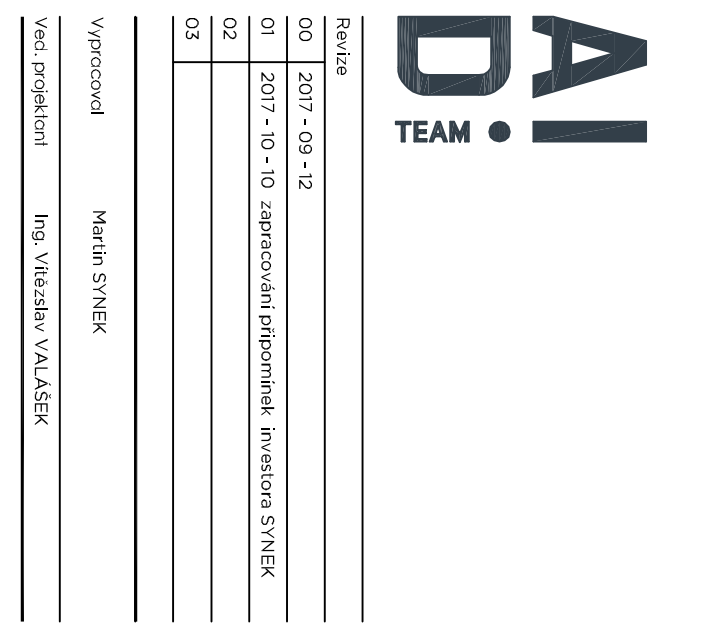 AI
D
TEAM
Revize
00 2017 - 09 - 12
01 2017 - 10 - 10 zapracování připomínek investora SYNEK
02
03
Vypracoval Martin SYNEK
Ved. projektant Ing. Vítězslav VALÁŠEK